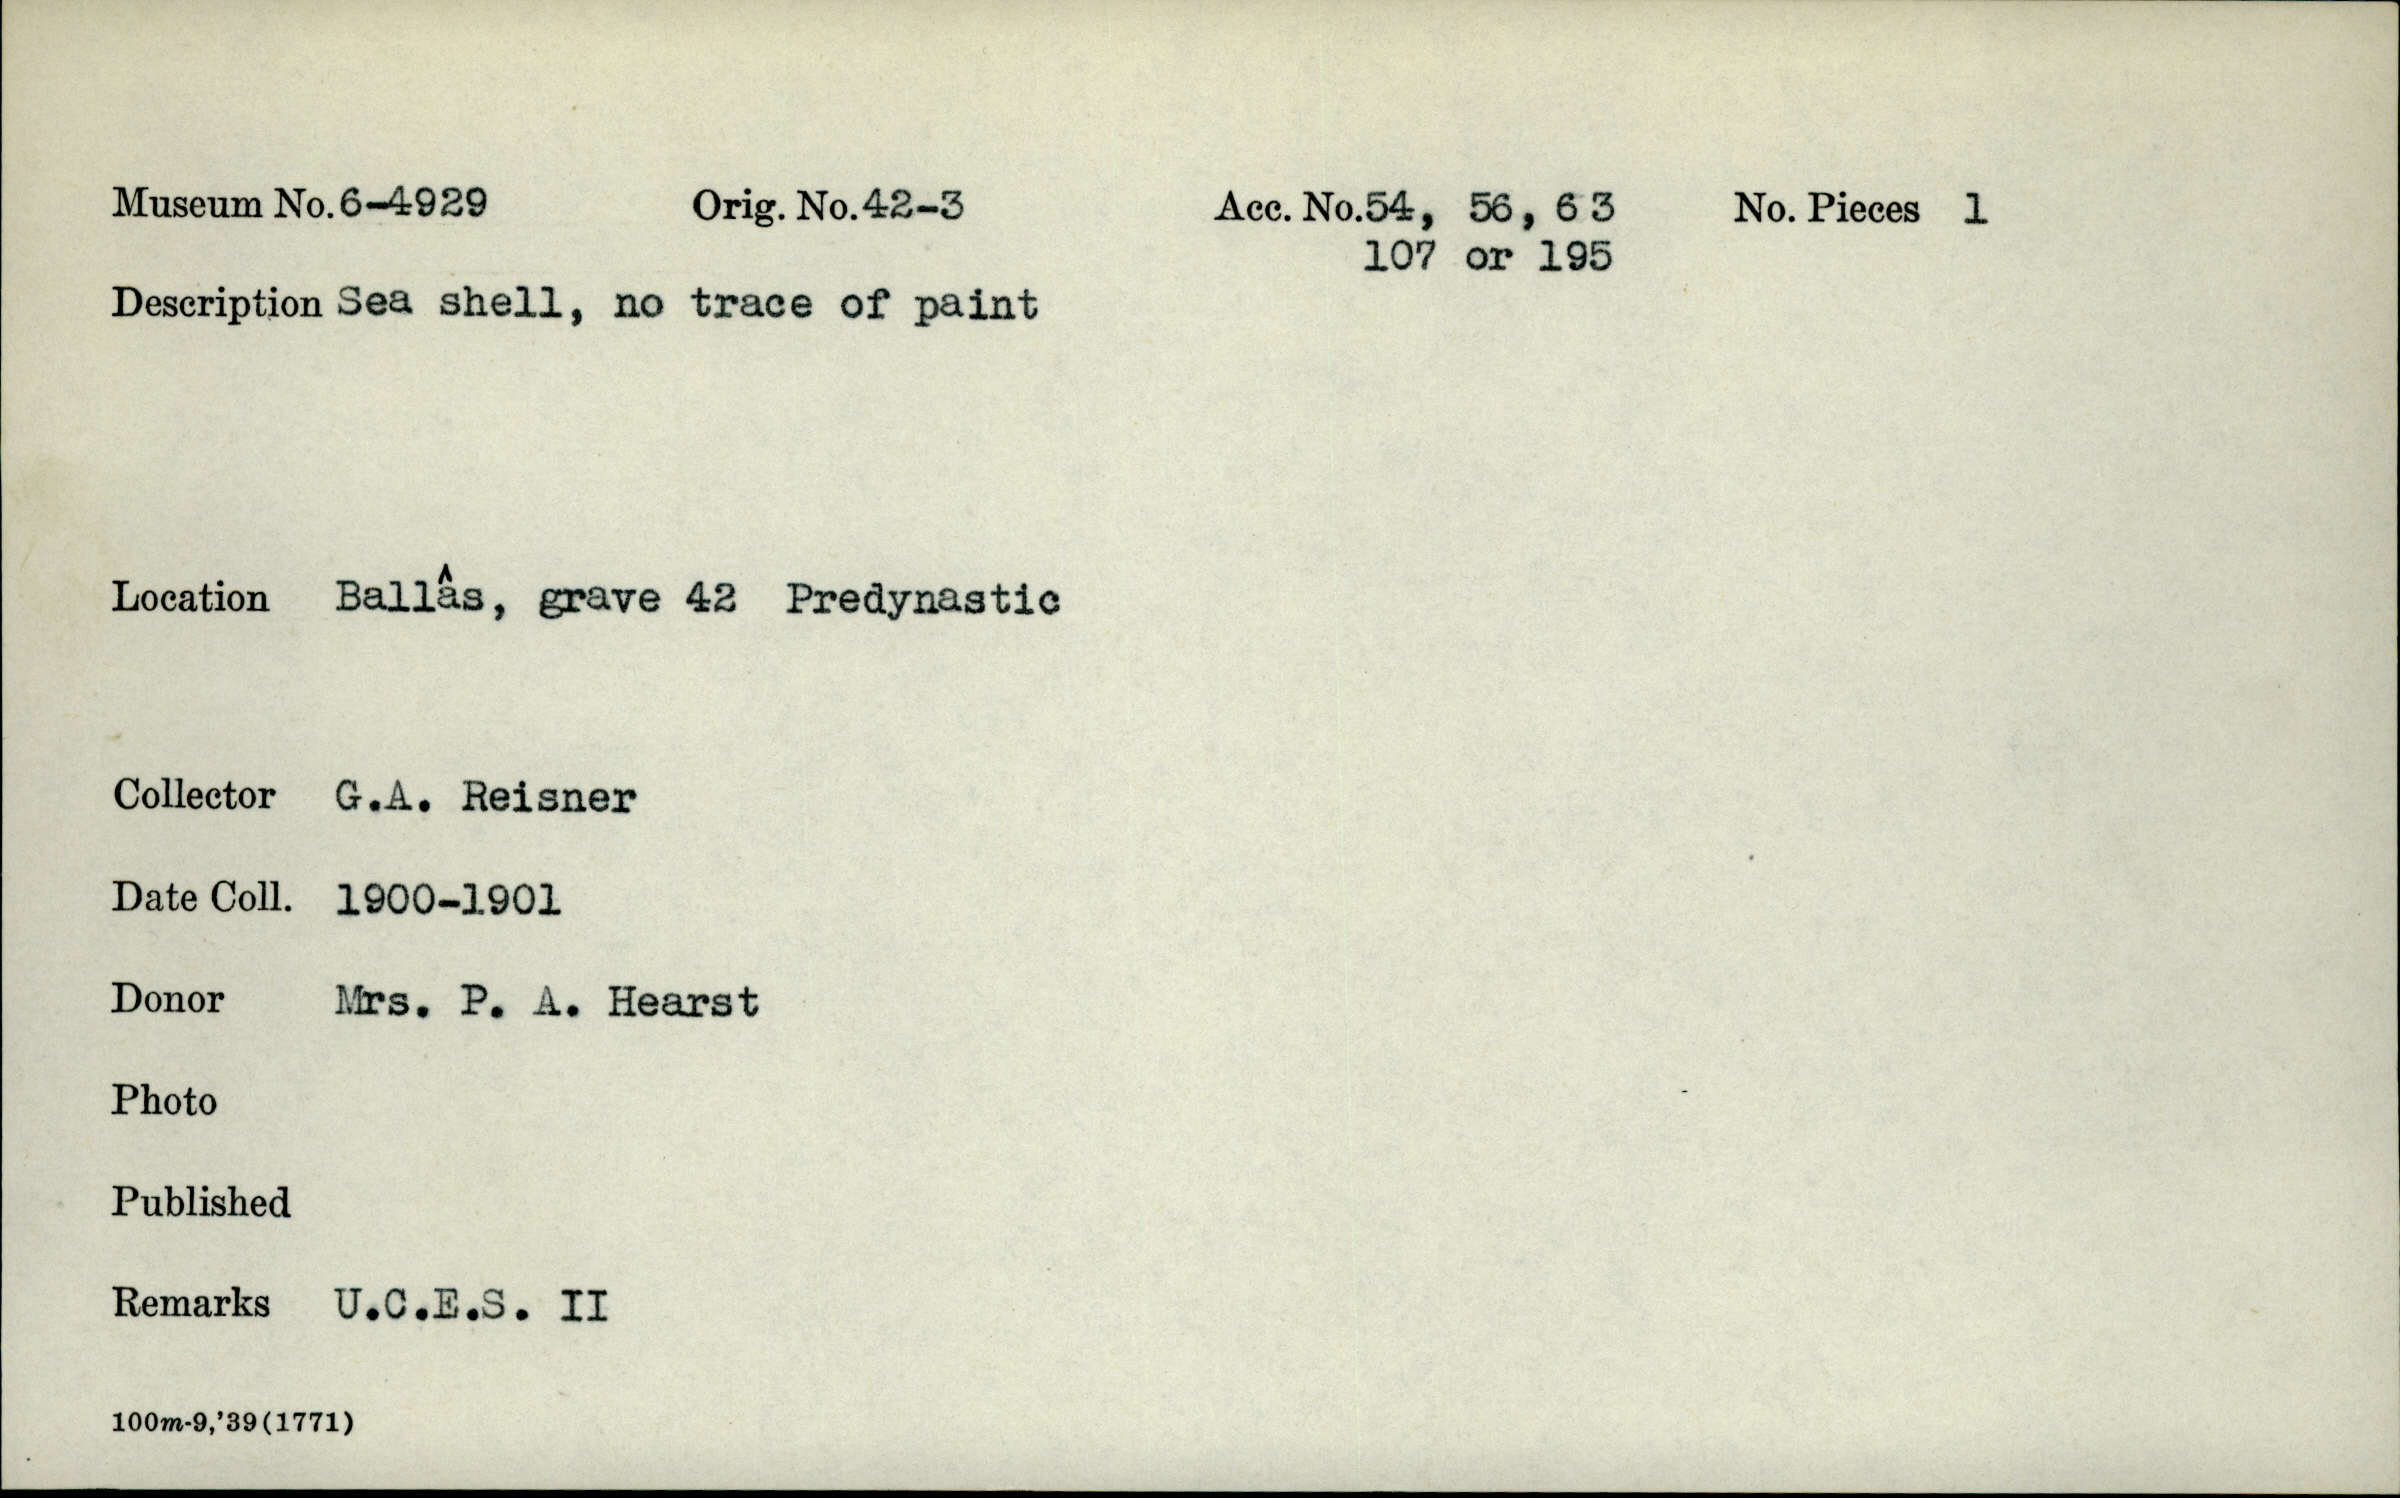 Museum No. 6-4929 Orig. No. 42-3 Acc. No. 54, 56, 63 No. Pieces 1
107 or 195
Description Sea shell, no trace of paint
Location Ballâs, grave 42 Predynastic
Collector G.A. Reisner
Date Coll. 1900-1901
Donor Mrs. P. A. Hearst
Photo
Published
Remarks U.C.E.S. II
100m-9,'39(1771)